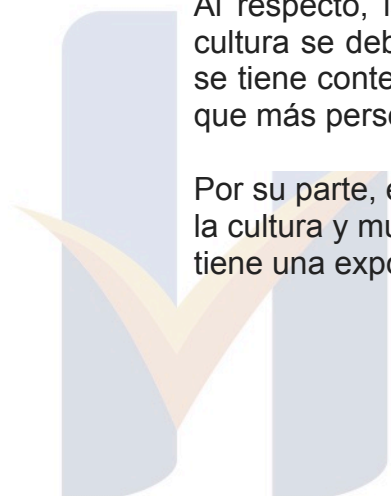 Al respecto,
cultura se
se tiene
que más
Por su parte,
la cultura y
tiene una